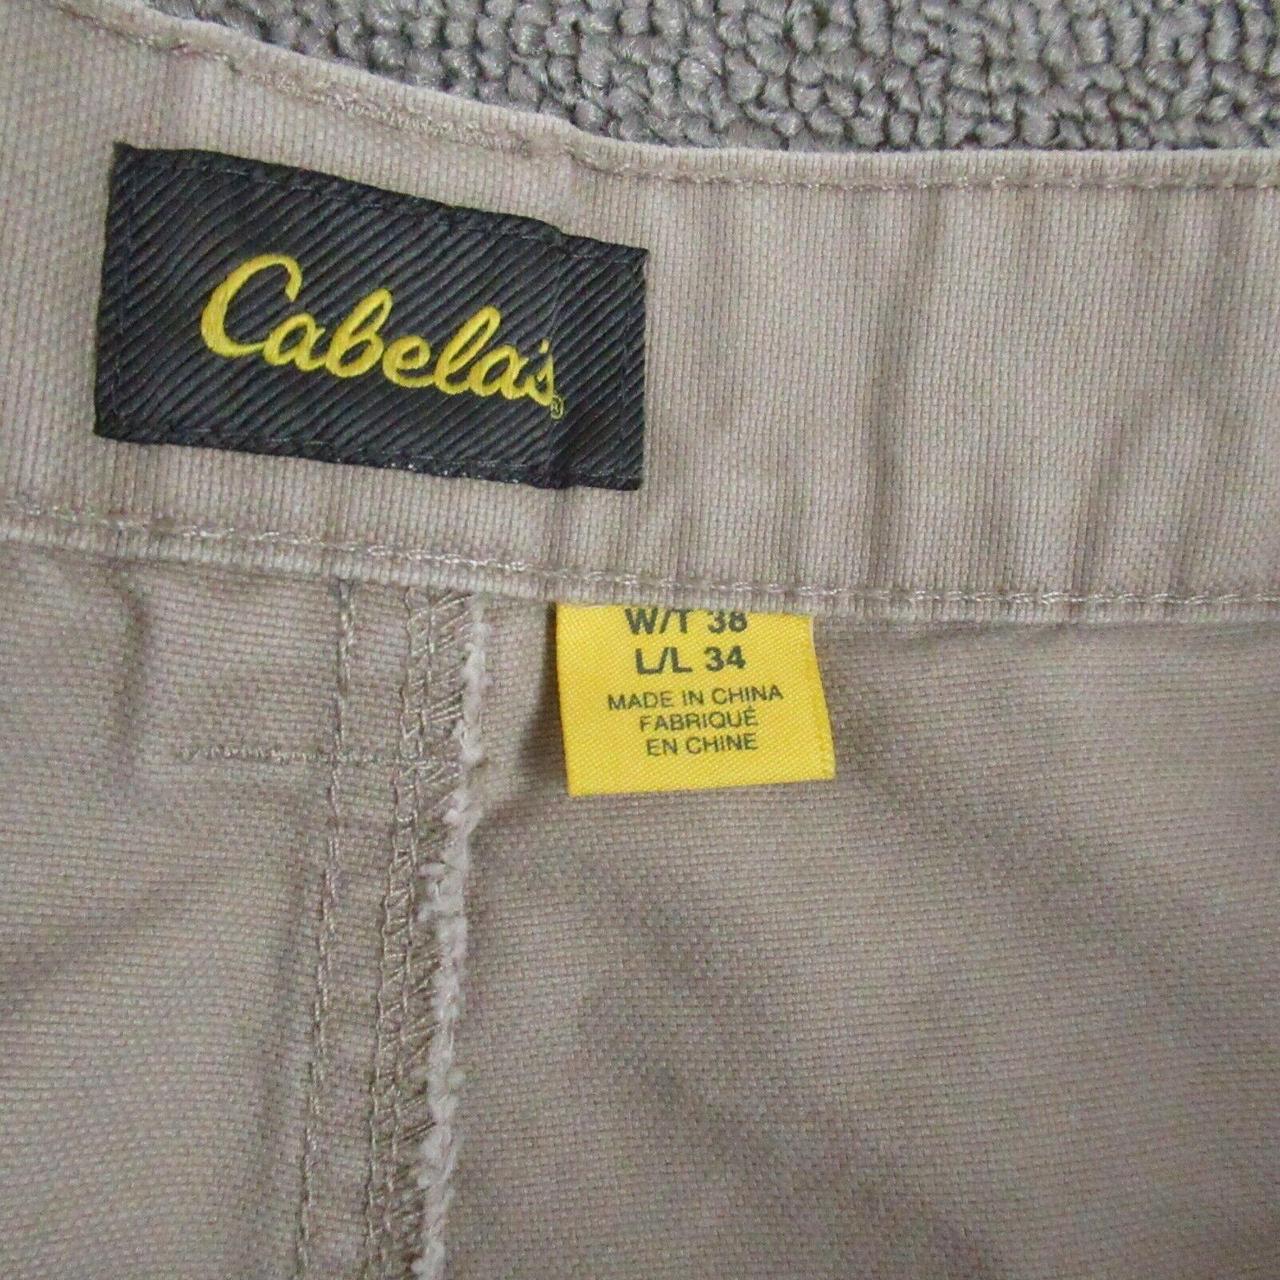 Cabela's®
W/T 38
L/L 34
MADE IN CHINA
FABRIQUÉ
EN CHINE